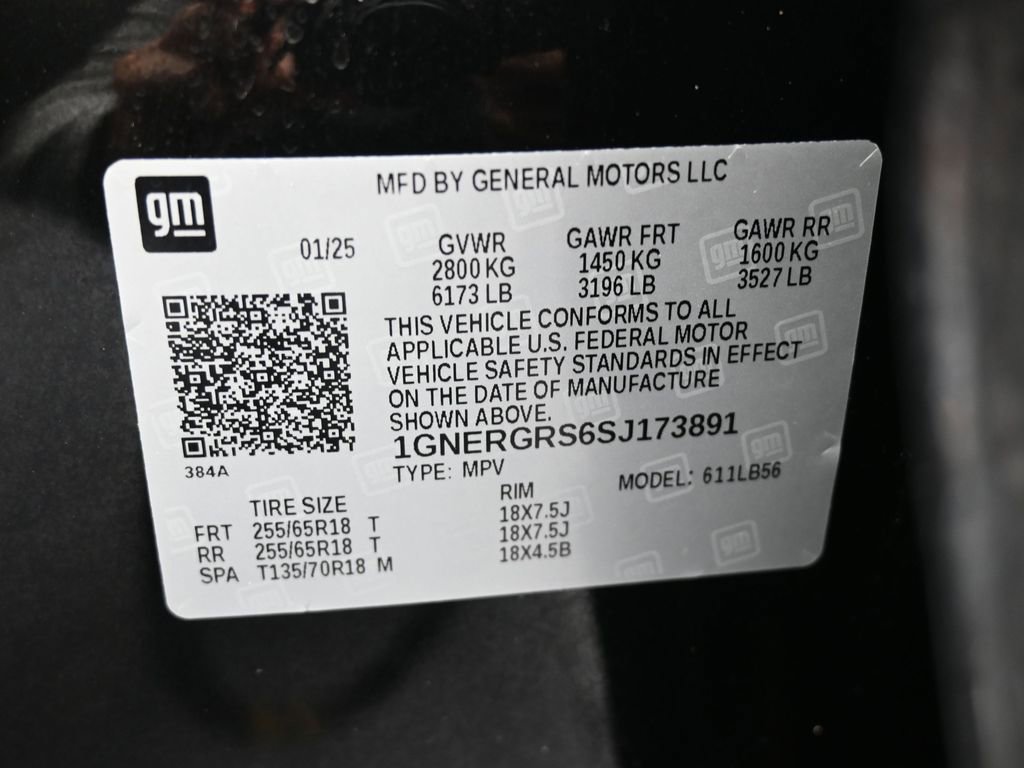 gm
MFD BY GENERAL MOTORS LLC
01/25 GVWR GAWR FRT GAWR RR
2800 KG 1450 KG 1600 KG
6173 LB 3196 LB 3527 LB
THIS VEHICLE CONFORMS TO ALL
APPLICABLE U.S. FEDERAL MOTOR
VEHICLE SAFETY STANDARDS IN EFFECT
ON THE DATE OF MANUFACTURE
SHOWN ABOVE.
1GNERGRS6SJ173891
384A
TYPE: MPV MODEL: 611LB56
TIRE SIZE RIM
FRT 255/65R18 T 18X7.5J
RR 255/65R18 T 18X7.5J
SPA T135/70R18 M 18X4.5B